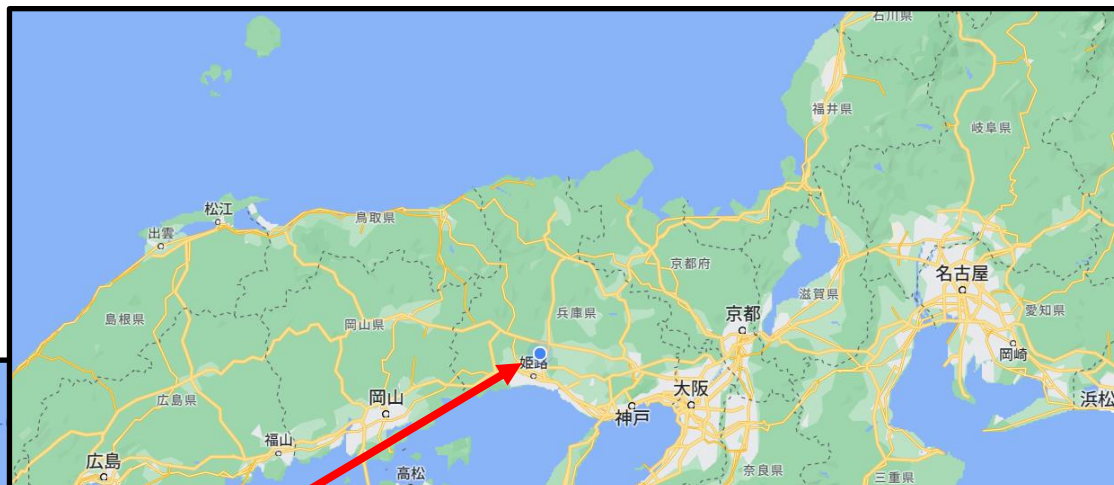 石川県
福井県
岐阜県
松江
鳥取県
出雲
京都府
名古屋
滋賀県
島根県
兵庫県
京都
愛知県
岡山県
姫路
岡崎
広島県
岡山
大阪
浜松
神戸
福山
広島
高松
奈良県
三重県